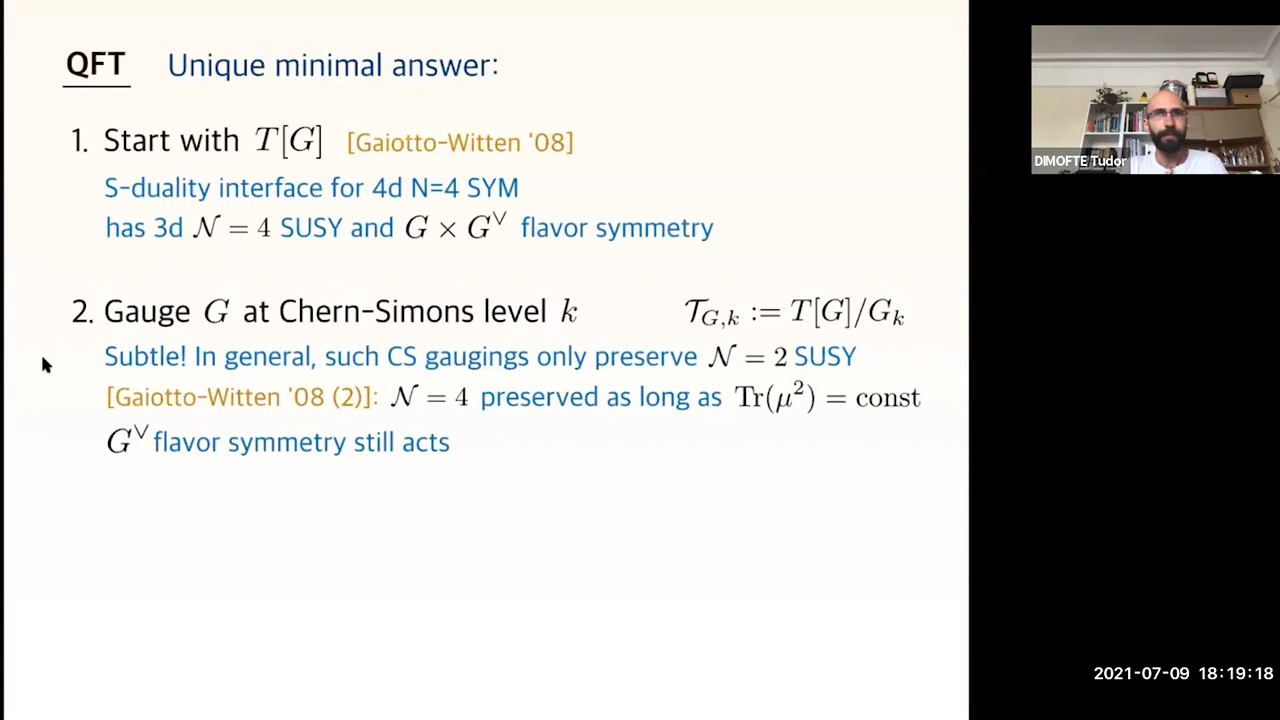 QFT Unique minimal answer:
1. Start with T[G] [Gaiotto-Witten '08]
S-duality interface for 4d N=4 SYM
has 3d 𝒩 = 4 SUSY and G × G^∨ flavor symmetry
2. Gauge G at Chern-Simons level k 𝒯_{G,k} := T[G]/G_k
Subtle! In general, such CS gaugings only preserve 𝒩 = 2 SUSY
[Gaiotto-Witten '08 (2)]: 𝒩 = 4 preserved as long as Tr(μ²) = const
G^∨ flavor symmetry still acts
DIMOFTE Tudor
2021-07-09 18:19:18